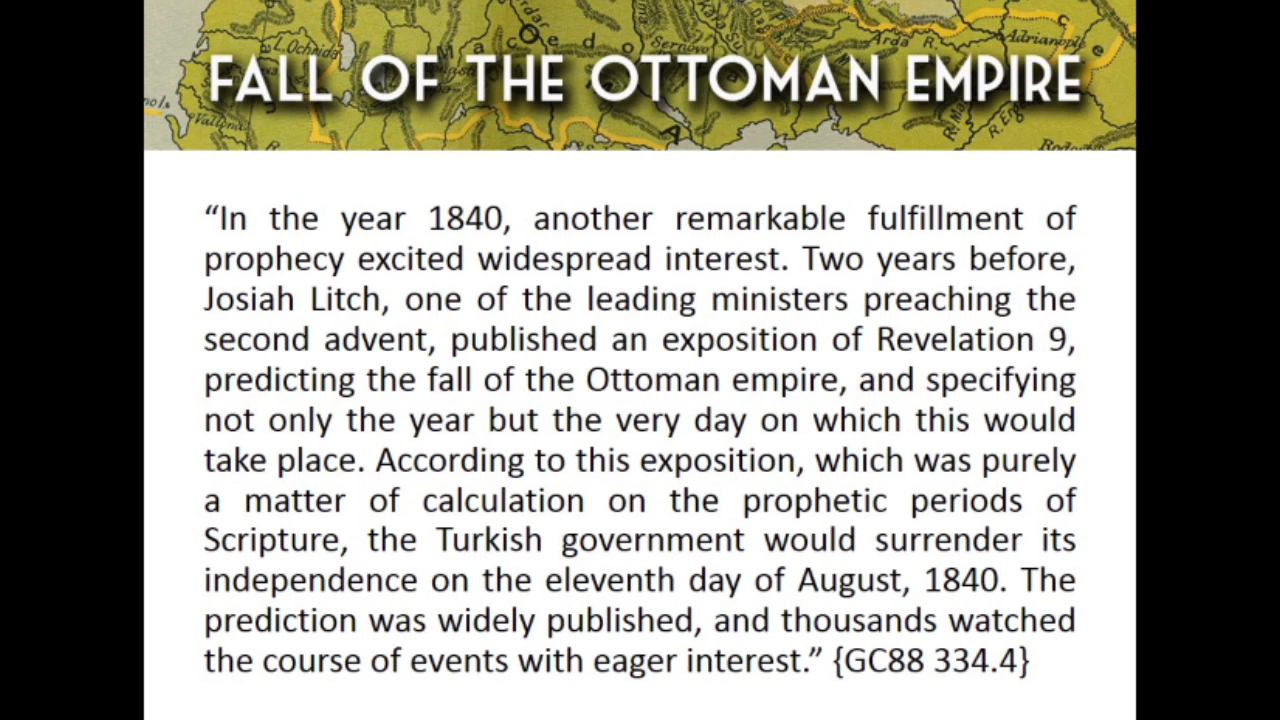 L. Ochrida
Macedo
Arda R.
Adrianople
FALL OF THE OTTOMAN EMPIRE
Vallona
“In the year 1840, another remarkable fulfillment of
prophecy excited widespread interest. Two years before,
Josiah Litch, one of the leading ministers preaching the
second advent, published an exposition of Revelation 9,
predicting the fall of the Ottoman empire, and specifying
not only the year but the very day on which this would
take place. According to this exposition, which was purely
a matter of calculation on the prophetic periods of
Scripture, the Turkish government would surrender its
independence on the eleventh day of August, 1840. The
prediction was widely published, and thousands watched
the course of events with eager interest.” {GC88 334.4}